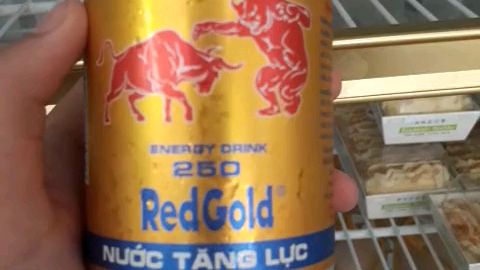 ENERGY DRINK
250
RedGold®
NƯỚC TĂNG LỰC